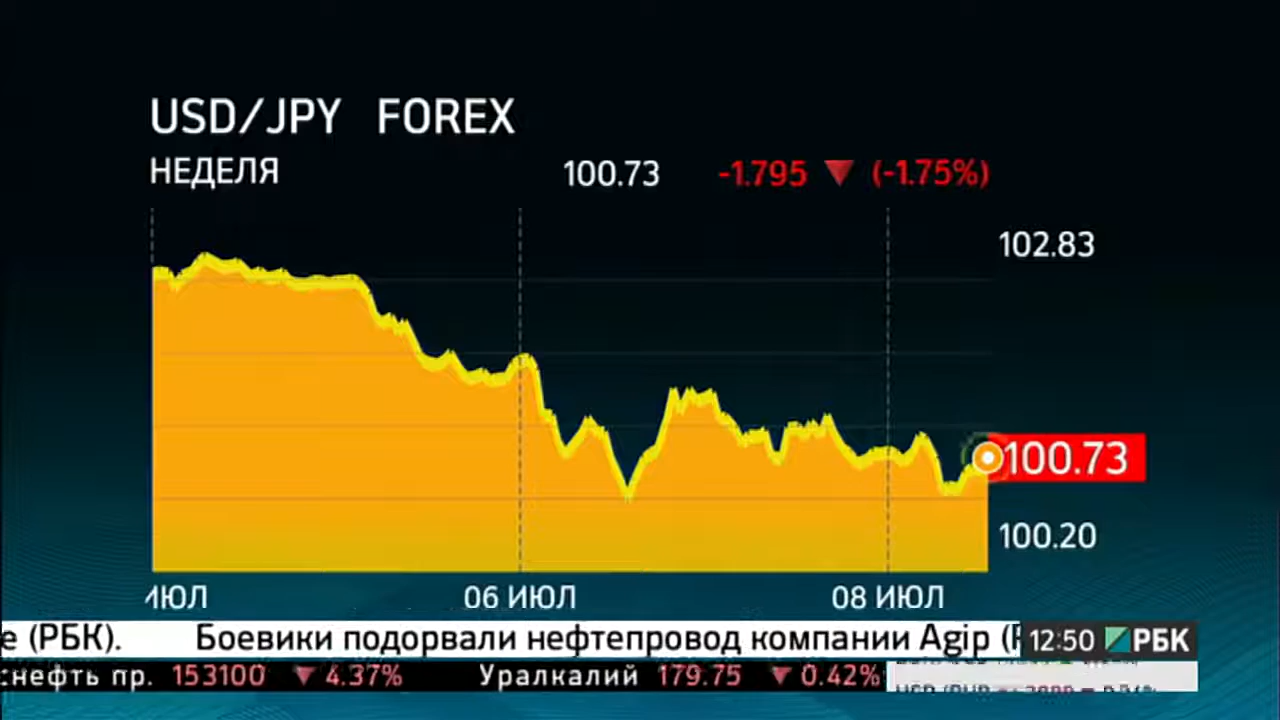 USD/JPY FOREX
НЕДЕЛЯ 100.73 -1.795 ▼ (-1.75%)
102.83
100.73
100.20
ИЮЛ 06 ИЮЛ 08 ИЮЛ
е (РБК). Боевики подорвали нефтепровод компании Agip ( 12:50 РБК
снефть пр. 153100 ▼ 4.37% Уралкалий 179.75 ▼ 0.42%